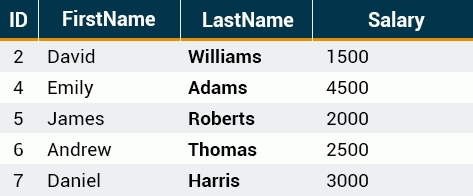 ID FirstName LastName Salary
2 David Williams 1500
4 Emily Adams 4500
5 James Roberts 2000
6 Andrew Thomas 2500
7 Daniel Harris 3000